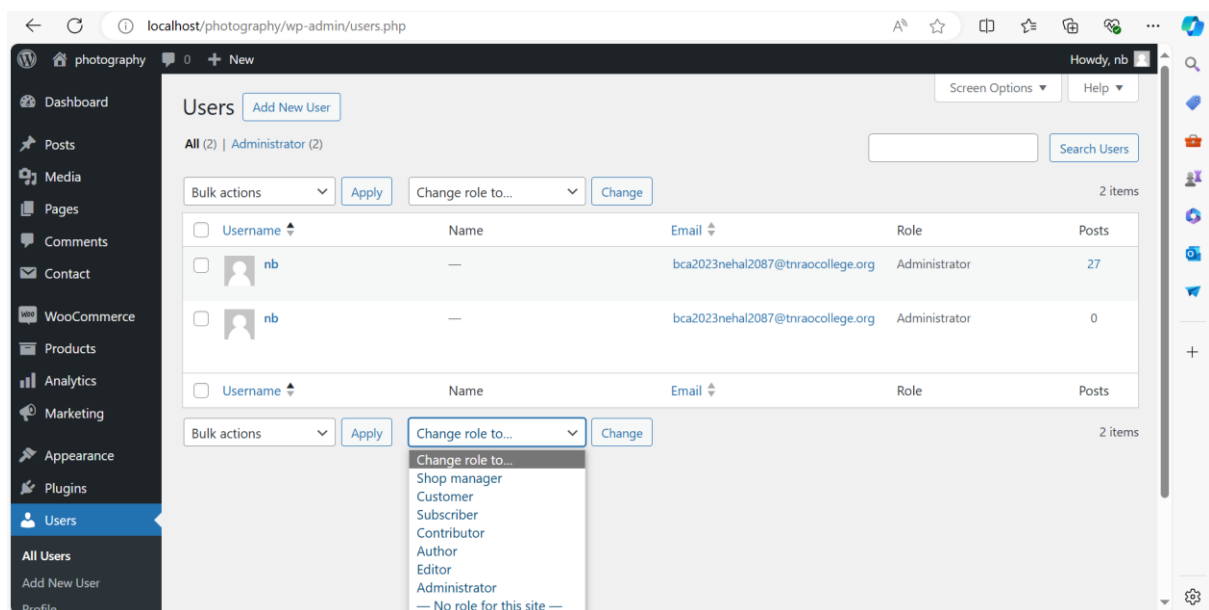 localhost/photography/wp-admin/users.php
photography 0 + New Howdy, nb
Dashboard
Posts
Media
Pages
Comments
Contact
WooCommerce
Products
Analytics
Marketing
Appearance
Plugins
Users
All Users
Add New User
Profile
Screen Options ▼ Help ▼
Users Add New User
All (2) | Administrator (2)
Search Users
Bulk actions Apply Change role to... Change 2 items
Username Name Email Role Posts
nb — bca2023nehal2087@tnraocollege.org Administrator 27
nb — bca2023nehal2087@tnraocollege.org Administrator 0
Username Name Email Role Posts
Bulk actions Apply Change role to... Change 2 items
Change role to...
Shop manager
Customer
Subscriber
Contributor
Author
Editor
Administrator
— No role for this site —